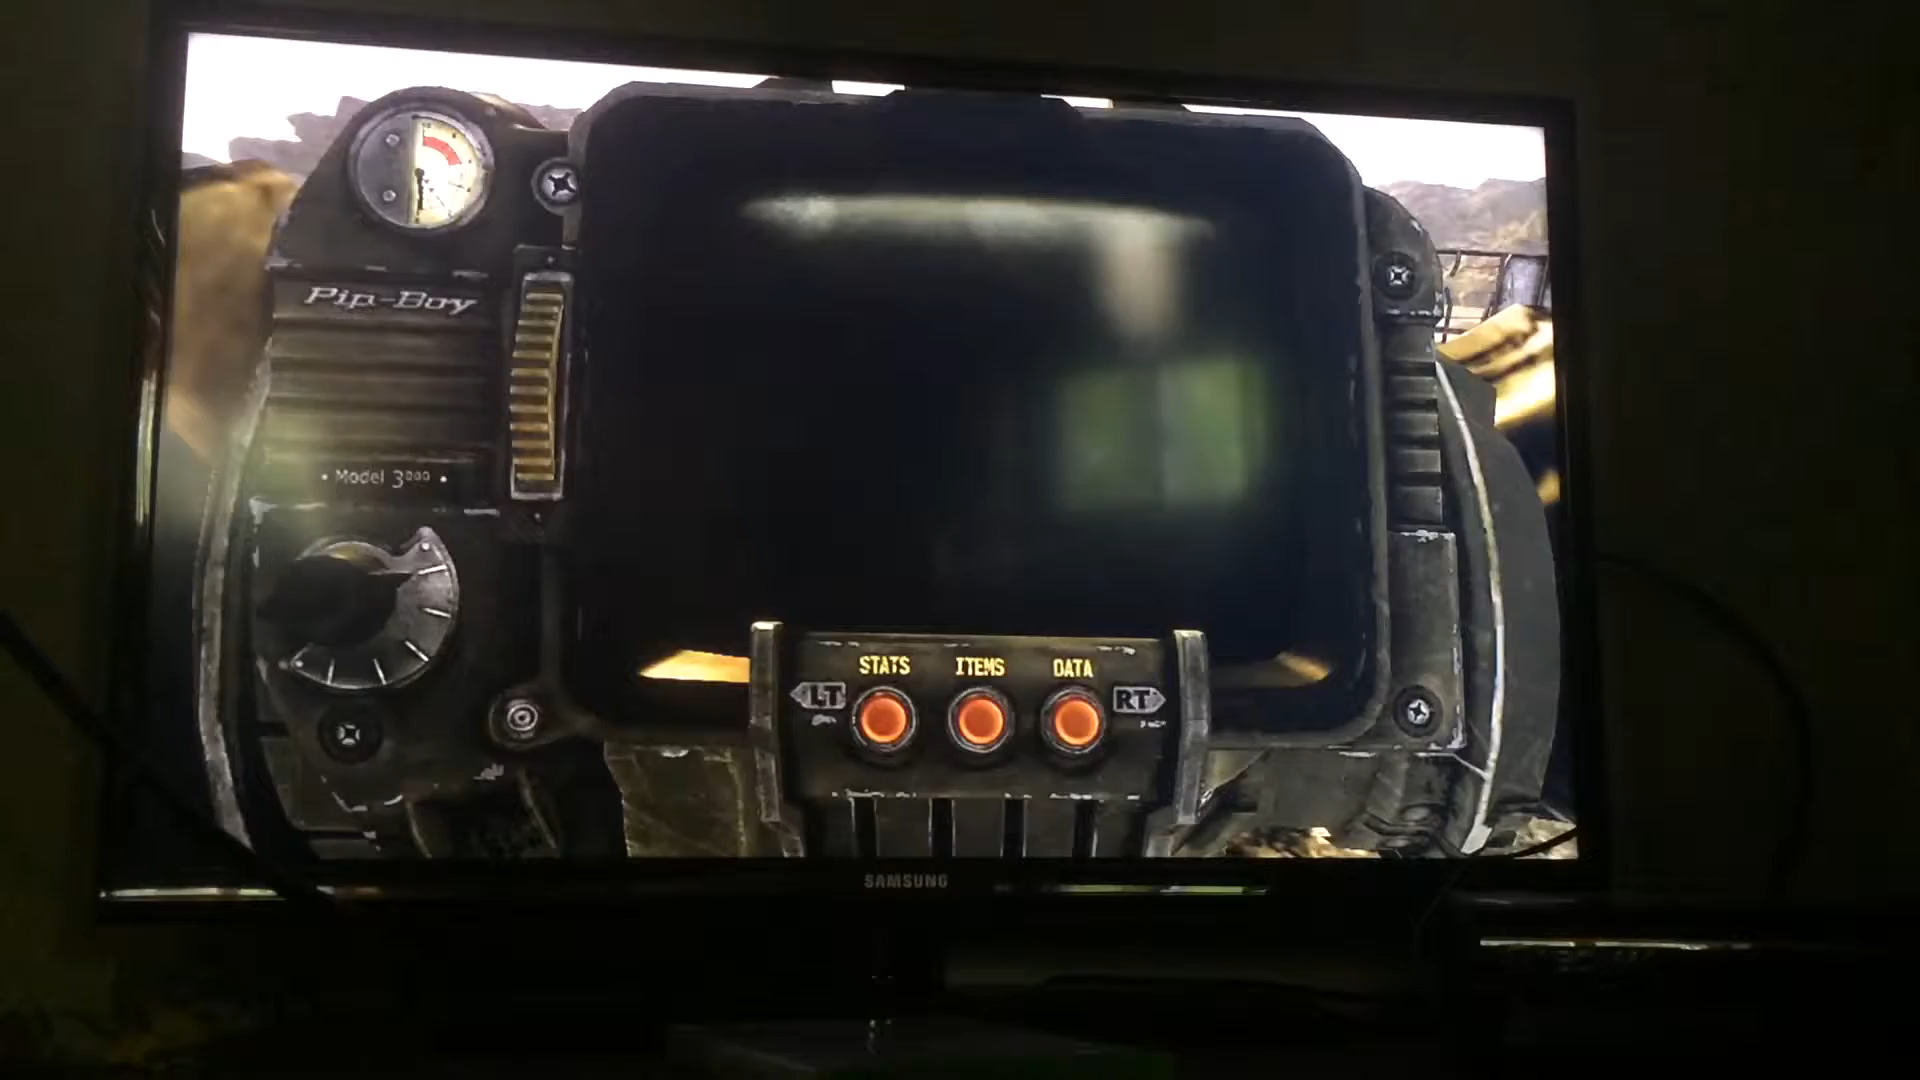 Pip-Boy
• Model 3000 •
STATS ITEMS DATA
LT RT
SAMSUNG